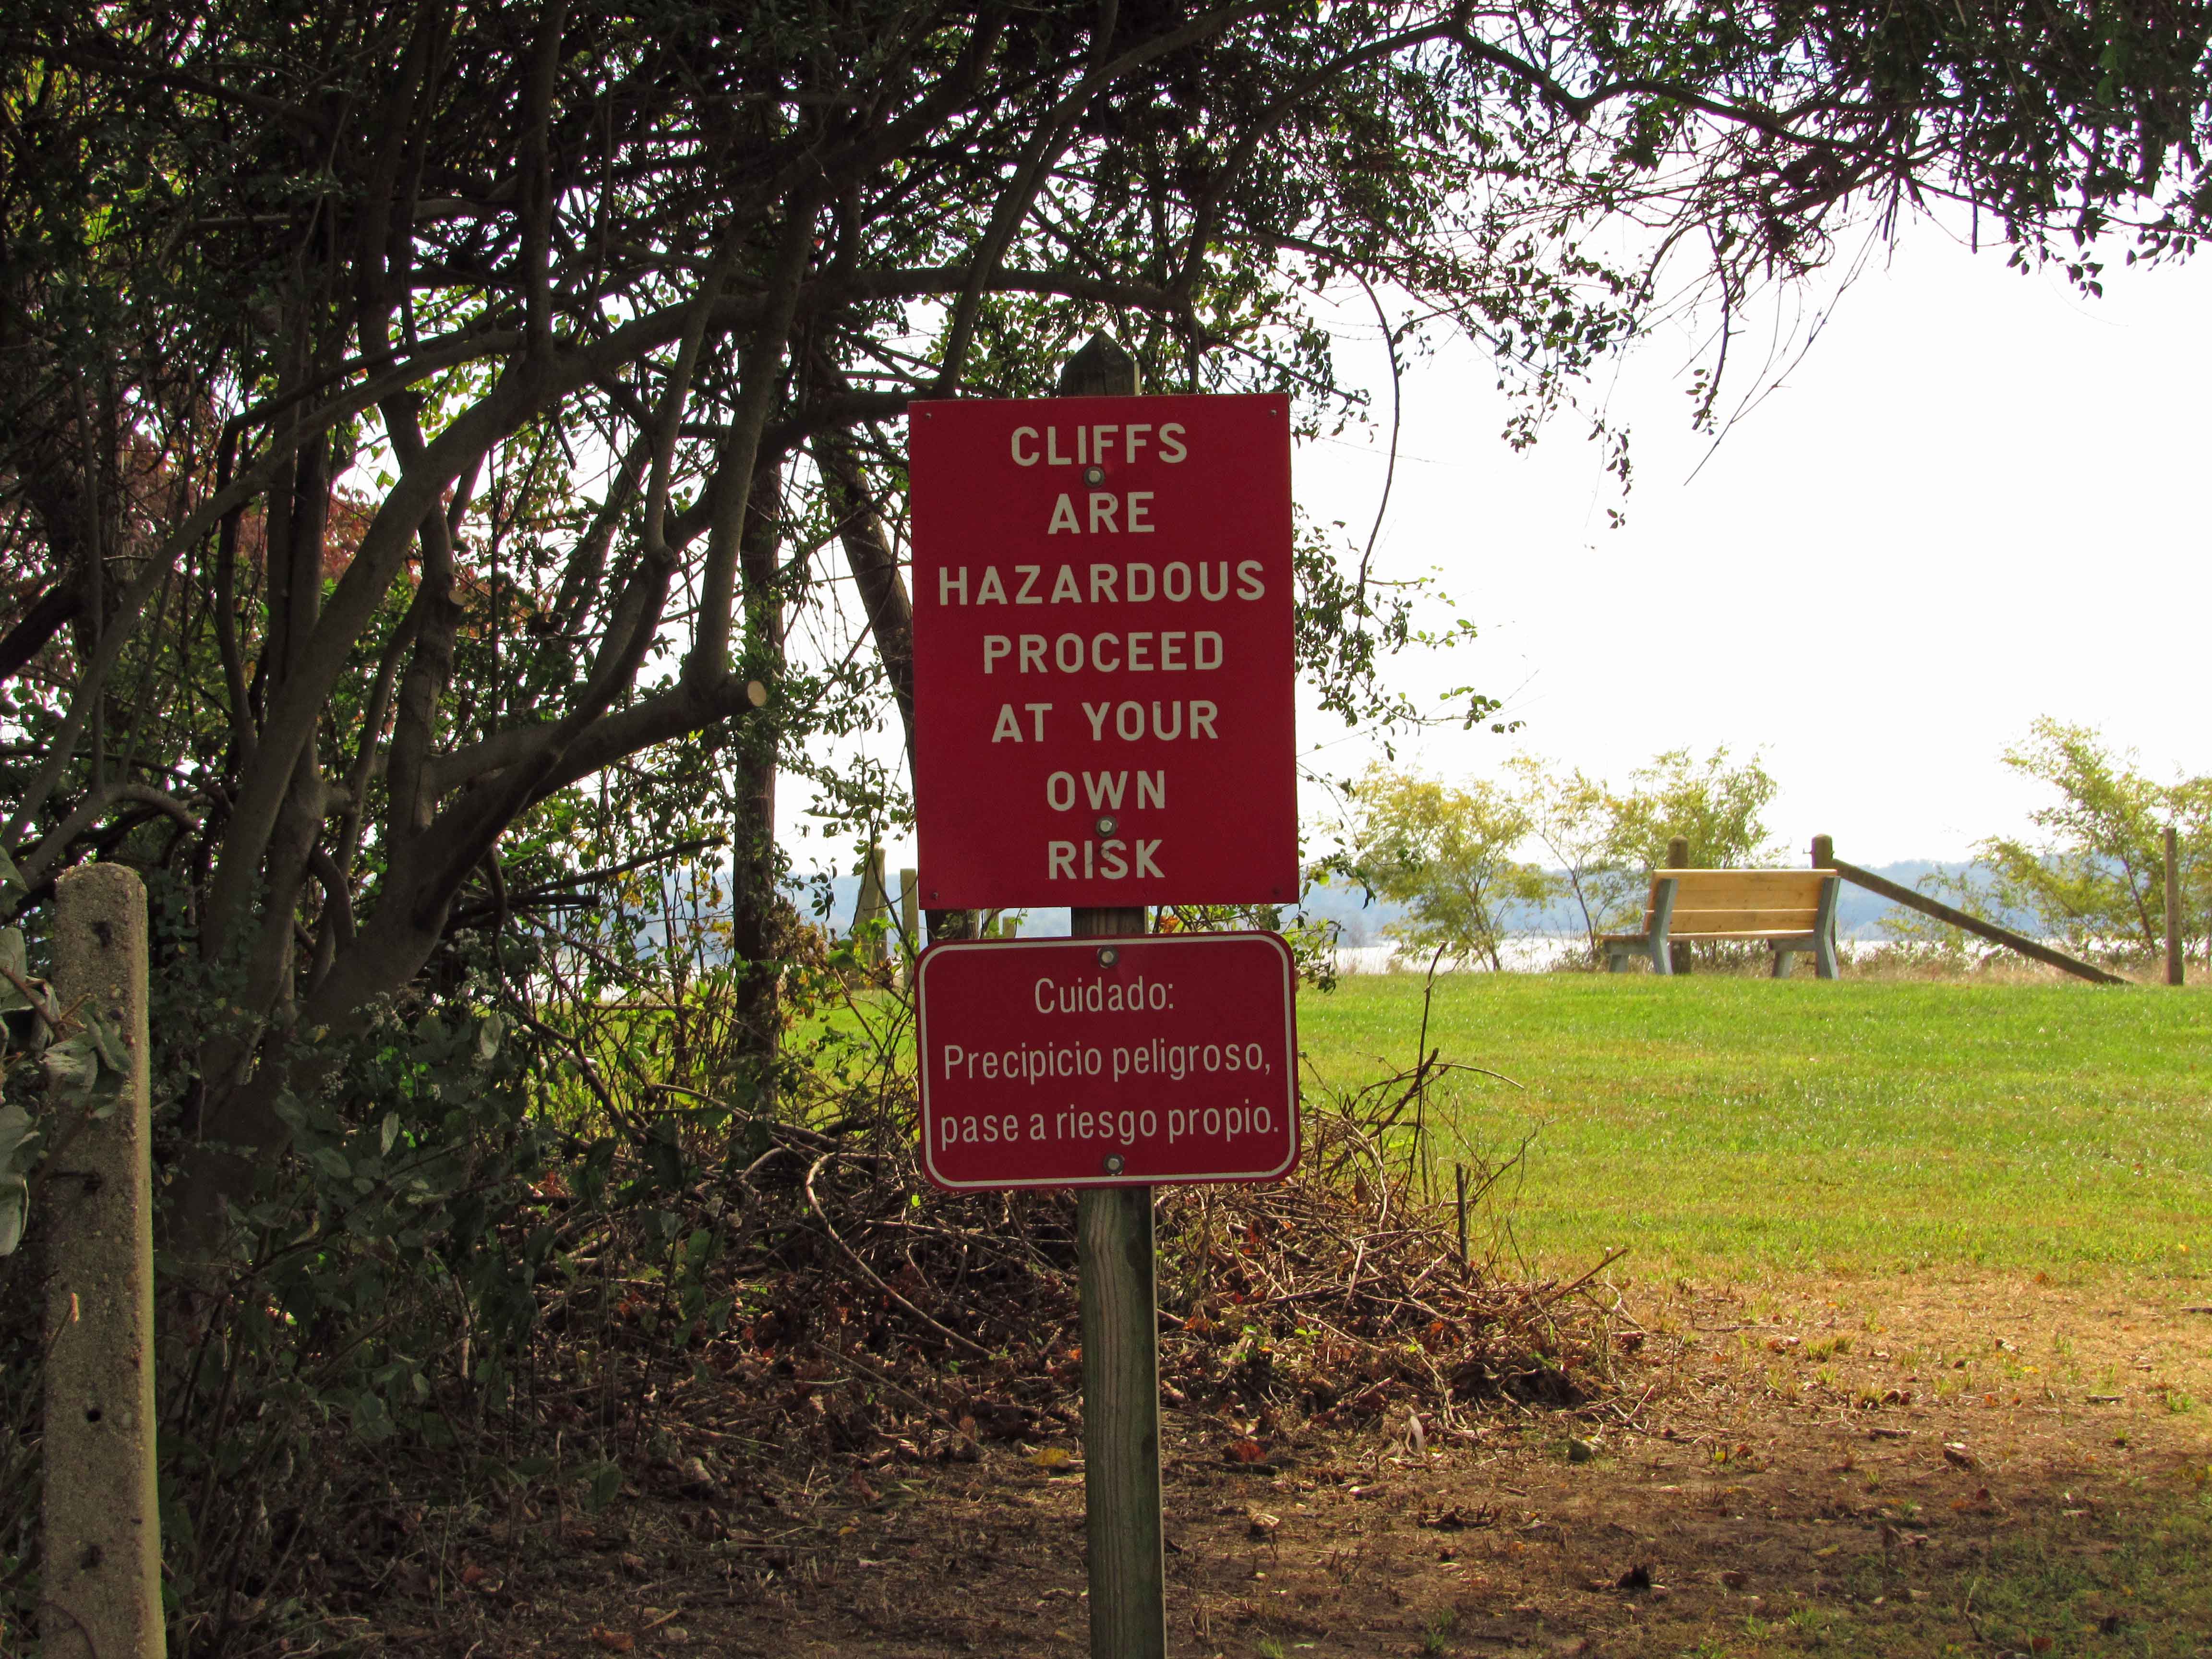 CLIFFS
ARE
HAZARDOUS
PROCEED
AT YOUR
OWN
RISK
Cuidado:
Precipicio peligroso,
pase a riesgo propio.